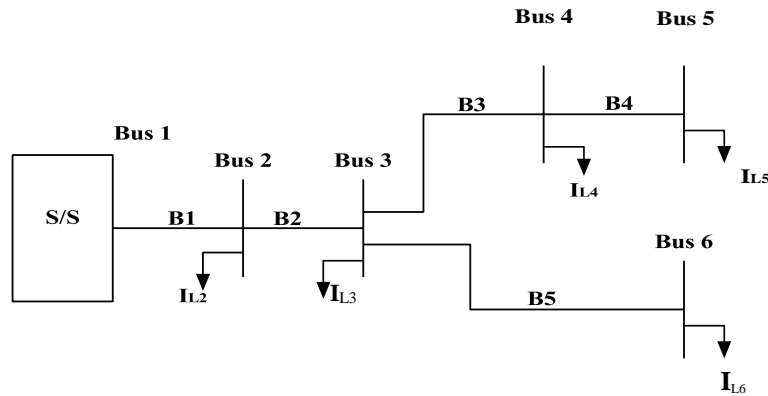 Bus 4
Bus 5
B3
B4
Bus 1
Bus 2
Bus 3
IL4
IL5
S/S
B1
B2
Bus 6
IL2
IL3
B5
IL6